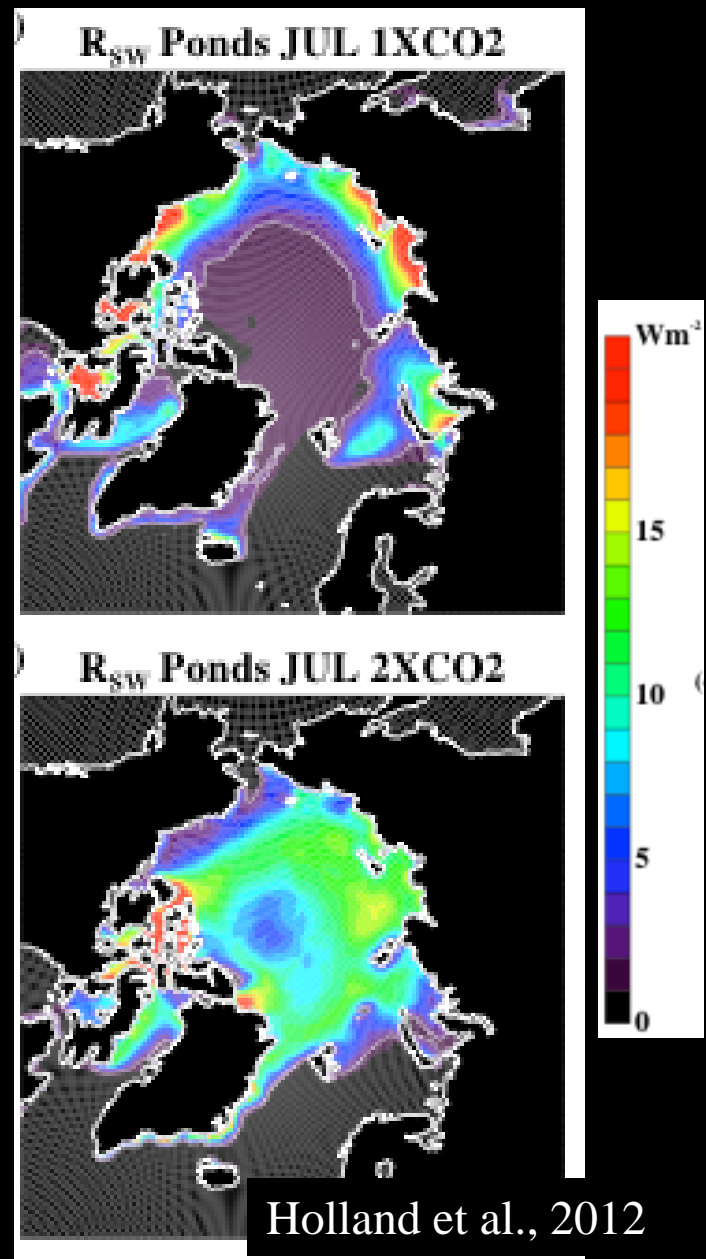 )
R_SW Ponds JUL 1XCO2
Wm⁻²
15
10
(
5
0
)
R_SW Ponds JUL 2XCO2
Holland et al., 2012